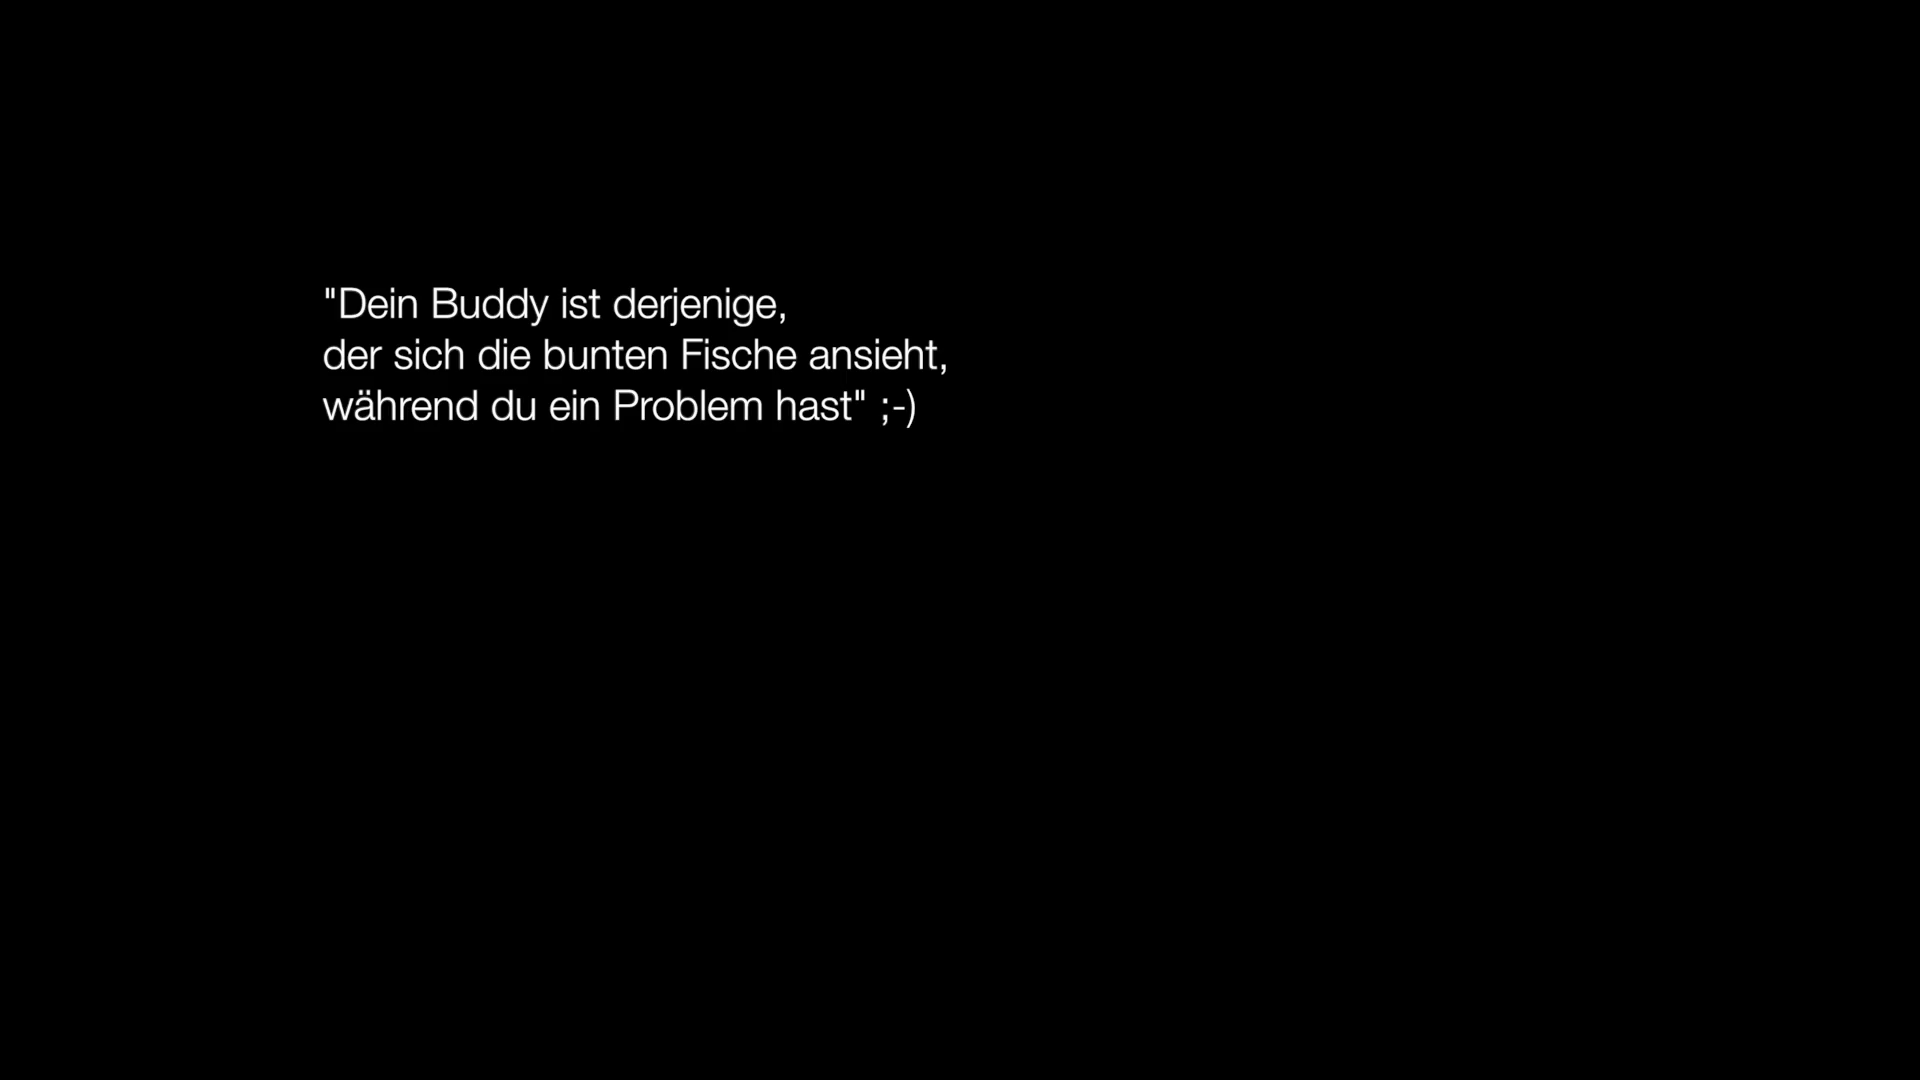 "Dein Buddy ist derjenige,
der sich die bunten Fische ansieht,
während du ein Problem hast" ;-)